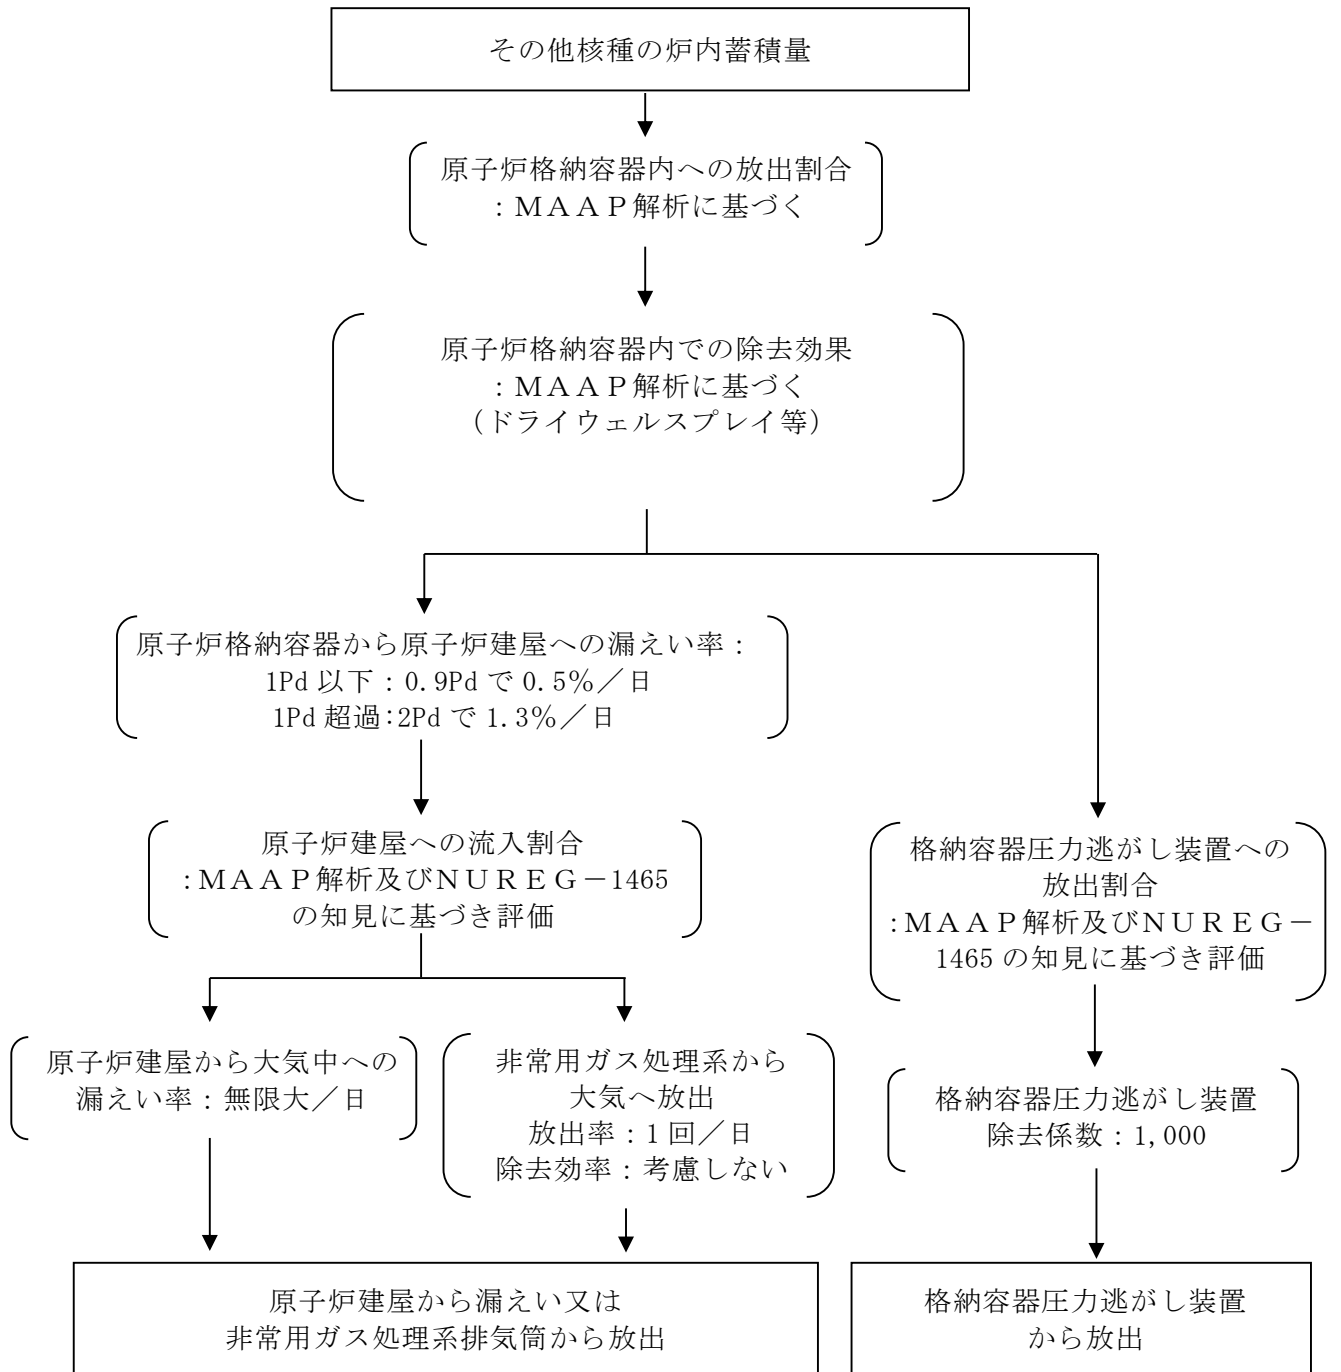 その他核種の炉内蓄積量
原子炉格納容器内への放出割合
：ＭＡＡＰ解析に基づく
原子炉格納容器内での除去効果
：ＭＡＡＰ解析に基づく
（ドライウェルスプレイ等）
原子炉格納容器から原子炉建屋への漏えい率：
1Pd 以下：0.9Pd で 0.5％／日
1Pd 超過：2Pd で 1.3％／日
原子炉建屋への流入割合
：ＭＡＡＰ解析及びＮＵＲＥＧ－1465
の知見に基づき評価
格納容器圧力逃がし装置への
放出割合
：ＭＡＡＰ解析及びＮＵＲＥＧ－
1465 の知見に基づき評価
原子炉建屋から大気中への
漏えい率：無限大／日
非常用ガス処理系から
大気へ放出
放出率：1 回／日
除去効率：考慮しない
格納容器圧力逃がし装置
除去係数：1,000
原子炉建屋から漏えい又は
非常用ガス処理系排気筒から放出
格納容器圧力逃がし装置
から放出